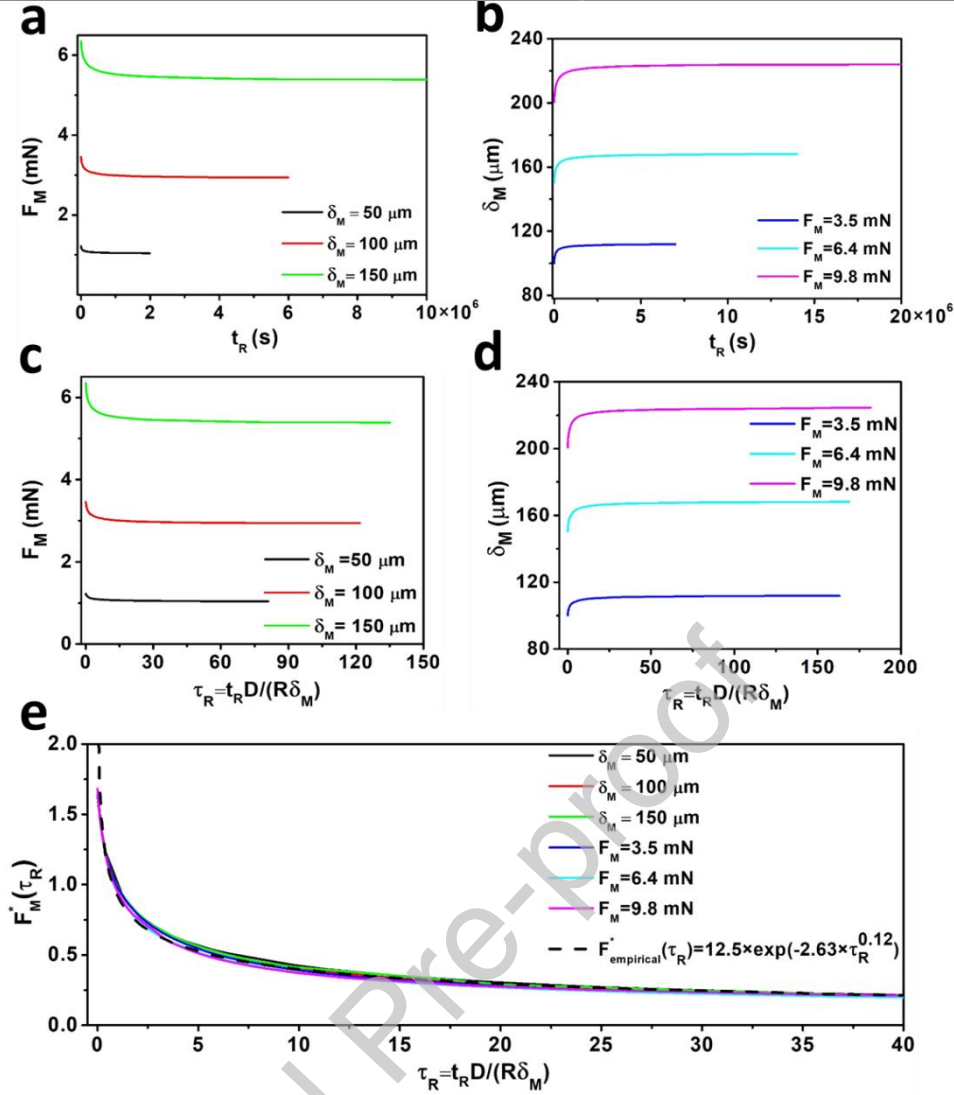 a
F_M (mN)
6
4
2
0 2 4 6 8 10×10^6
t_R (s)
δ_M = 50 μm
δ_M = 100 μm
δ_M = 150 μm
b
δ_M (μm)
240
200
160
120
80
0 5 10 15 20×10^6
t_R (s)
F_M=3.5 mN
F_M=6.4 mN
F_M=9.8 mN
c
F_M (mN)
6
4
2
0
0 30 60 90 120 150
τ_R=t_R D/(Rδ_M)
δ_M =50 μm
δ_M= 100 μm
δ_M= 150 μm
d
δ_M (μm)
240
200
160
120
80
0 50 100 150 200
τ_R=t_R D/(Rδ_M)
F_M=3.5 mN
F_M=6.4 mN
F_M=9.8 mN
e
F*_M(τ_R)
2.0
1.5
1.0
0.5
0.0
0 5 10 15 20 25 30 35 40
τ_R=t_R D/(Rδ_M)
δ_M = 50 μm
δ_M = 100 μm
δ_M = 150 μm
F_M=3.5 mN
F_M=6.4 mN
F_M=9.8 mN
F*_empirical(τ_R)=12.5×exp(-2.63×τ_R^0.12)
Pre-proof